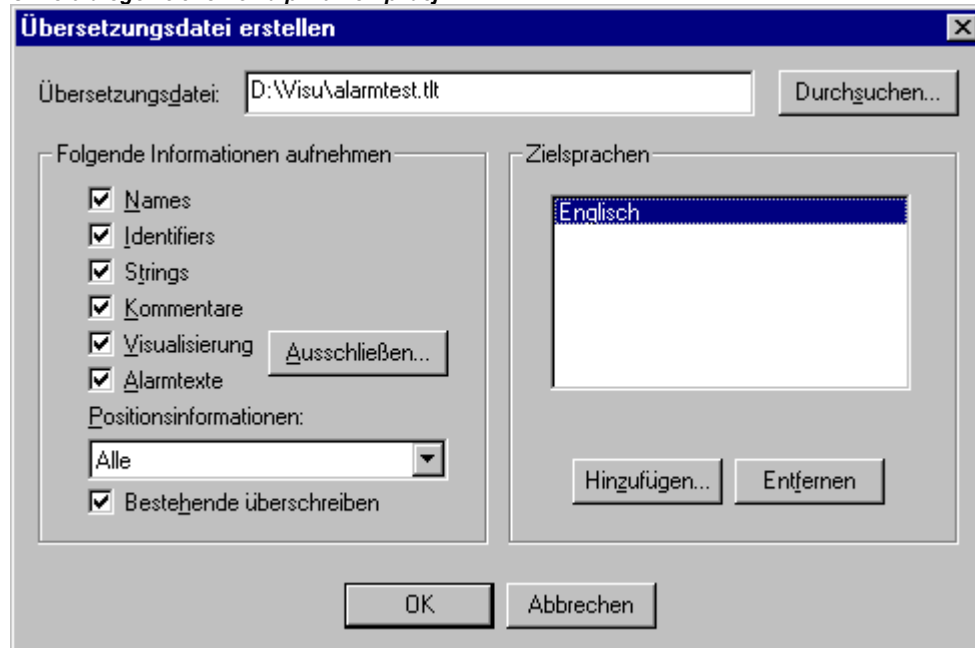 Übersetzungsdatei erstellen
Übersetzungsdatei: D:\Visu\alarmtest.tlt Durchsuchen...
Folgende Informationen aufnehmen
Names
Identifiers
Strings
Kommentare
Visualisierung Ausschließen...
Alarmtexte
Positionsinformationen:
Alle
Bestehende überschreiben
Zielsprachen
Englisch
Hinzufügen... Entfernen
OK Abbrechen